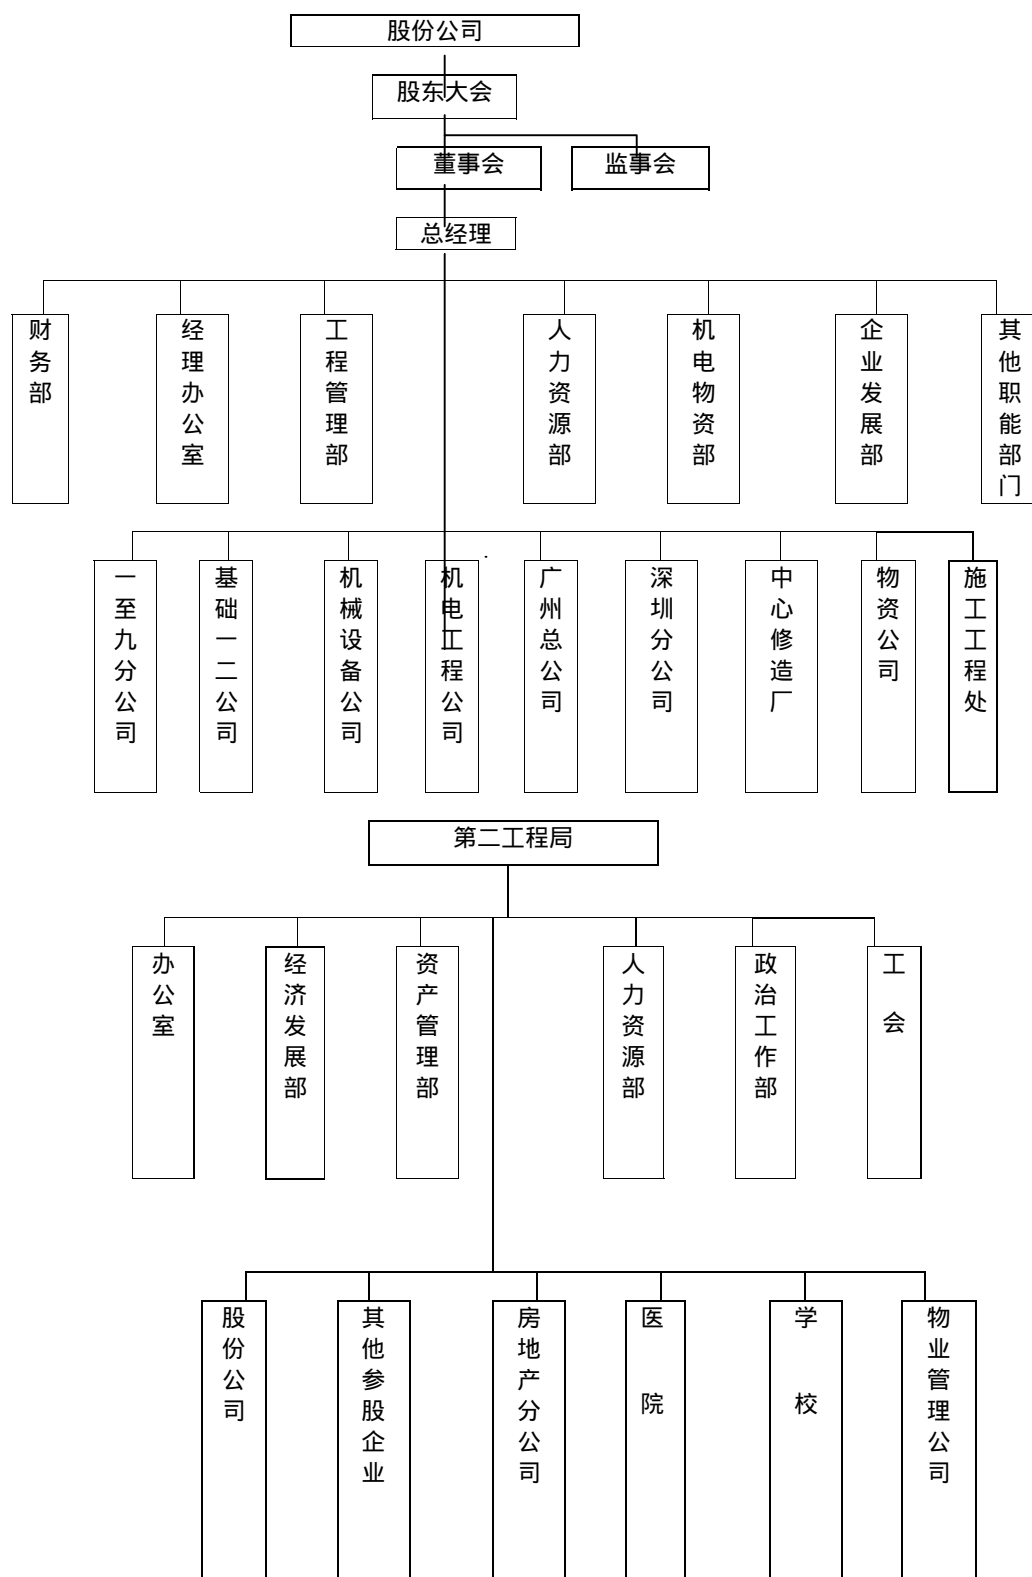 股份公司
股东大会
董事会
监事会
总经理
财务部
经理办公室
工程管理部
人力资源部
机电物资部
企业发展部
其他职能部门
一至九分公司
基础一二公司
机械设备公司
机电工程公司
广州总公司
深圳分公司
中心修造厂
物资公司
施工工程处
第二工程局
办公室
经济发展部
资产管理部
人力资源部
政治工作部
工会
股份公司
其他参股企业
房地产分公司
医院
学校
物业管理公司